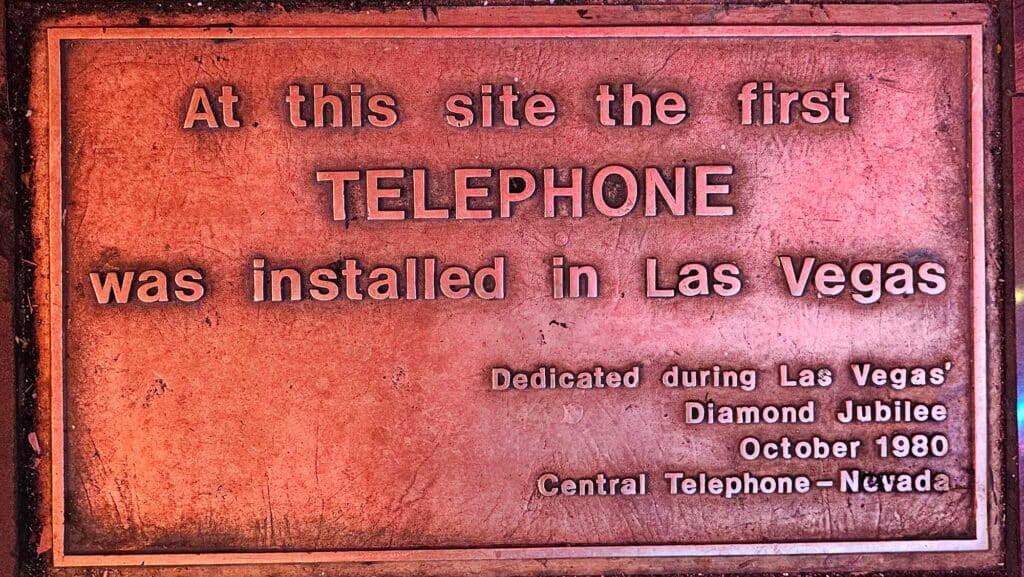 At this site the first
TELEPHONE
was installed in Las Vegas
Dedicated during Las Vegas'
Diamond Jubilee
October 1980
Central Telephone–Nevada